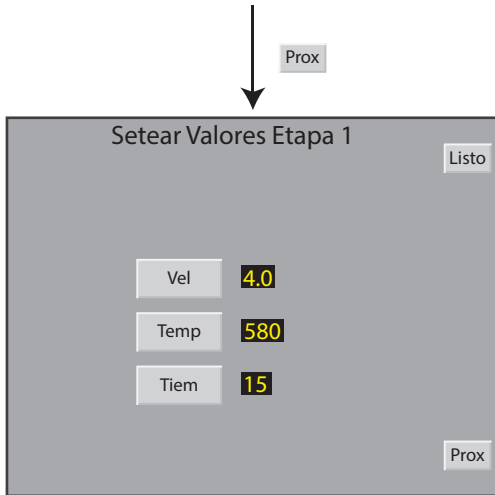 Prox
Setear Valores Etapa 1
Listo
Vel 4.0
Temp 580
Tiem 15
Prox